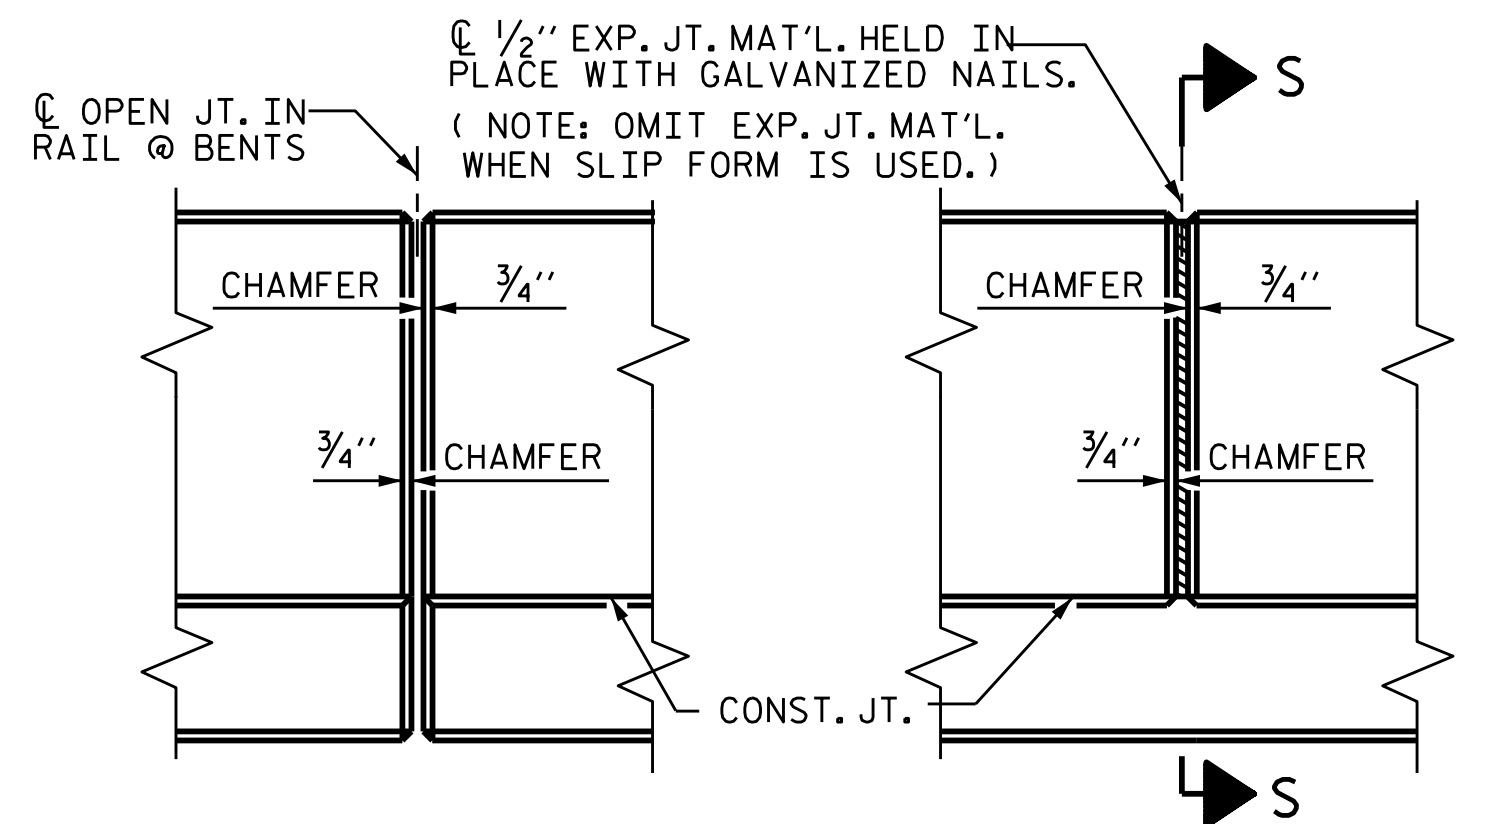 ℄ OPEN JT. IN
RAIL @ BENTS
℄ 1/2" EXP. JT. MAT'L. HELD IN
PLACE WITH GALVANIZED NAILS.
( NOTE: OMIT EXP. JT. MAT'L.
WHEN SLIP FORM IS USED. )
S
CHAMFER
3/4"
3/4"
CHAMFER
CHAMFER
3/4"
3/4"
CHAMFER
CONST. JT.
S